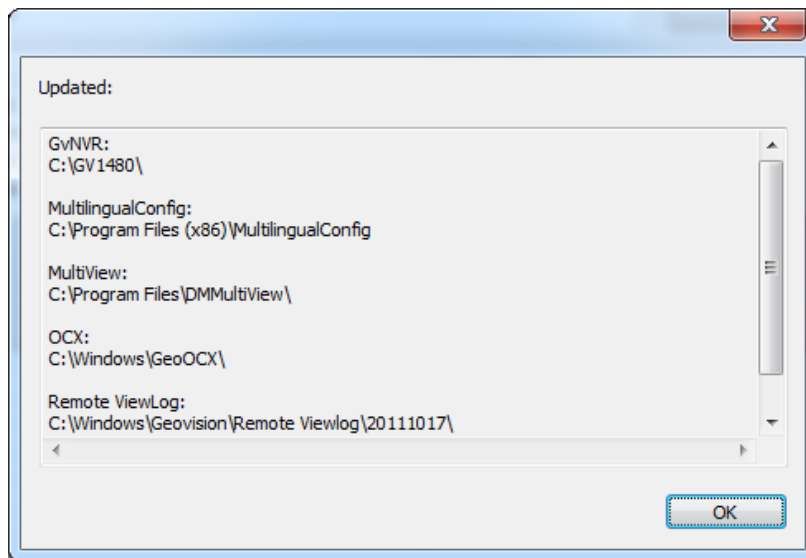 Updated:
GvNVR:
C:\GV1480\
MultilingualConfig:
C:\Program Files (x86)\MultilingualConfig
MultiView:
C:\Program Files\DMMultiView\
OCX:
C:\Windows\GeoOCX\
Remote ViewLog:
C:\Windows\Geovision\Remote Viewlog\20111017\
OK